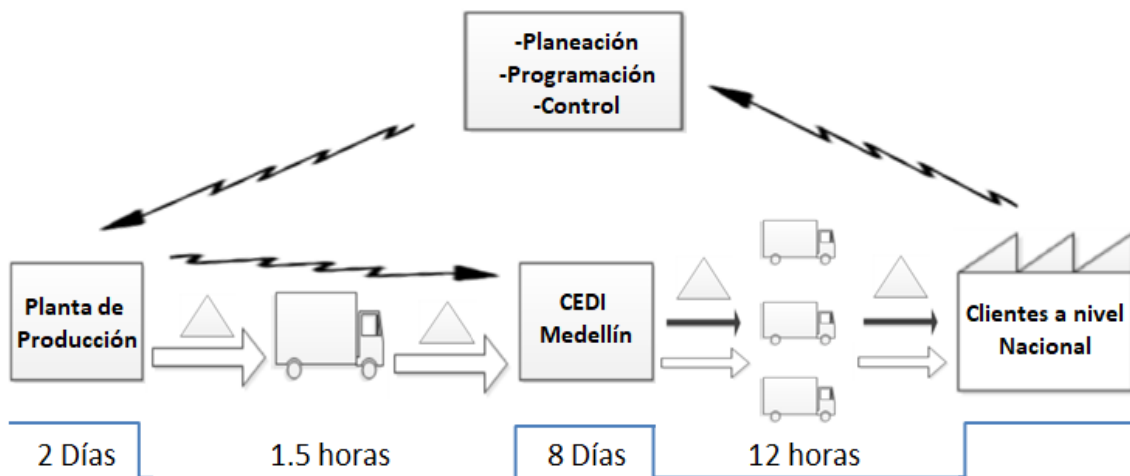 -Planeación
-Programación
-Control
Planta de
Producción
CEDI
Medellín
Clientes a nivel
Nacional
2 Días
1.5 horas
8 Días
12 horas